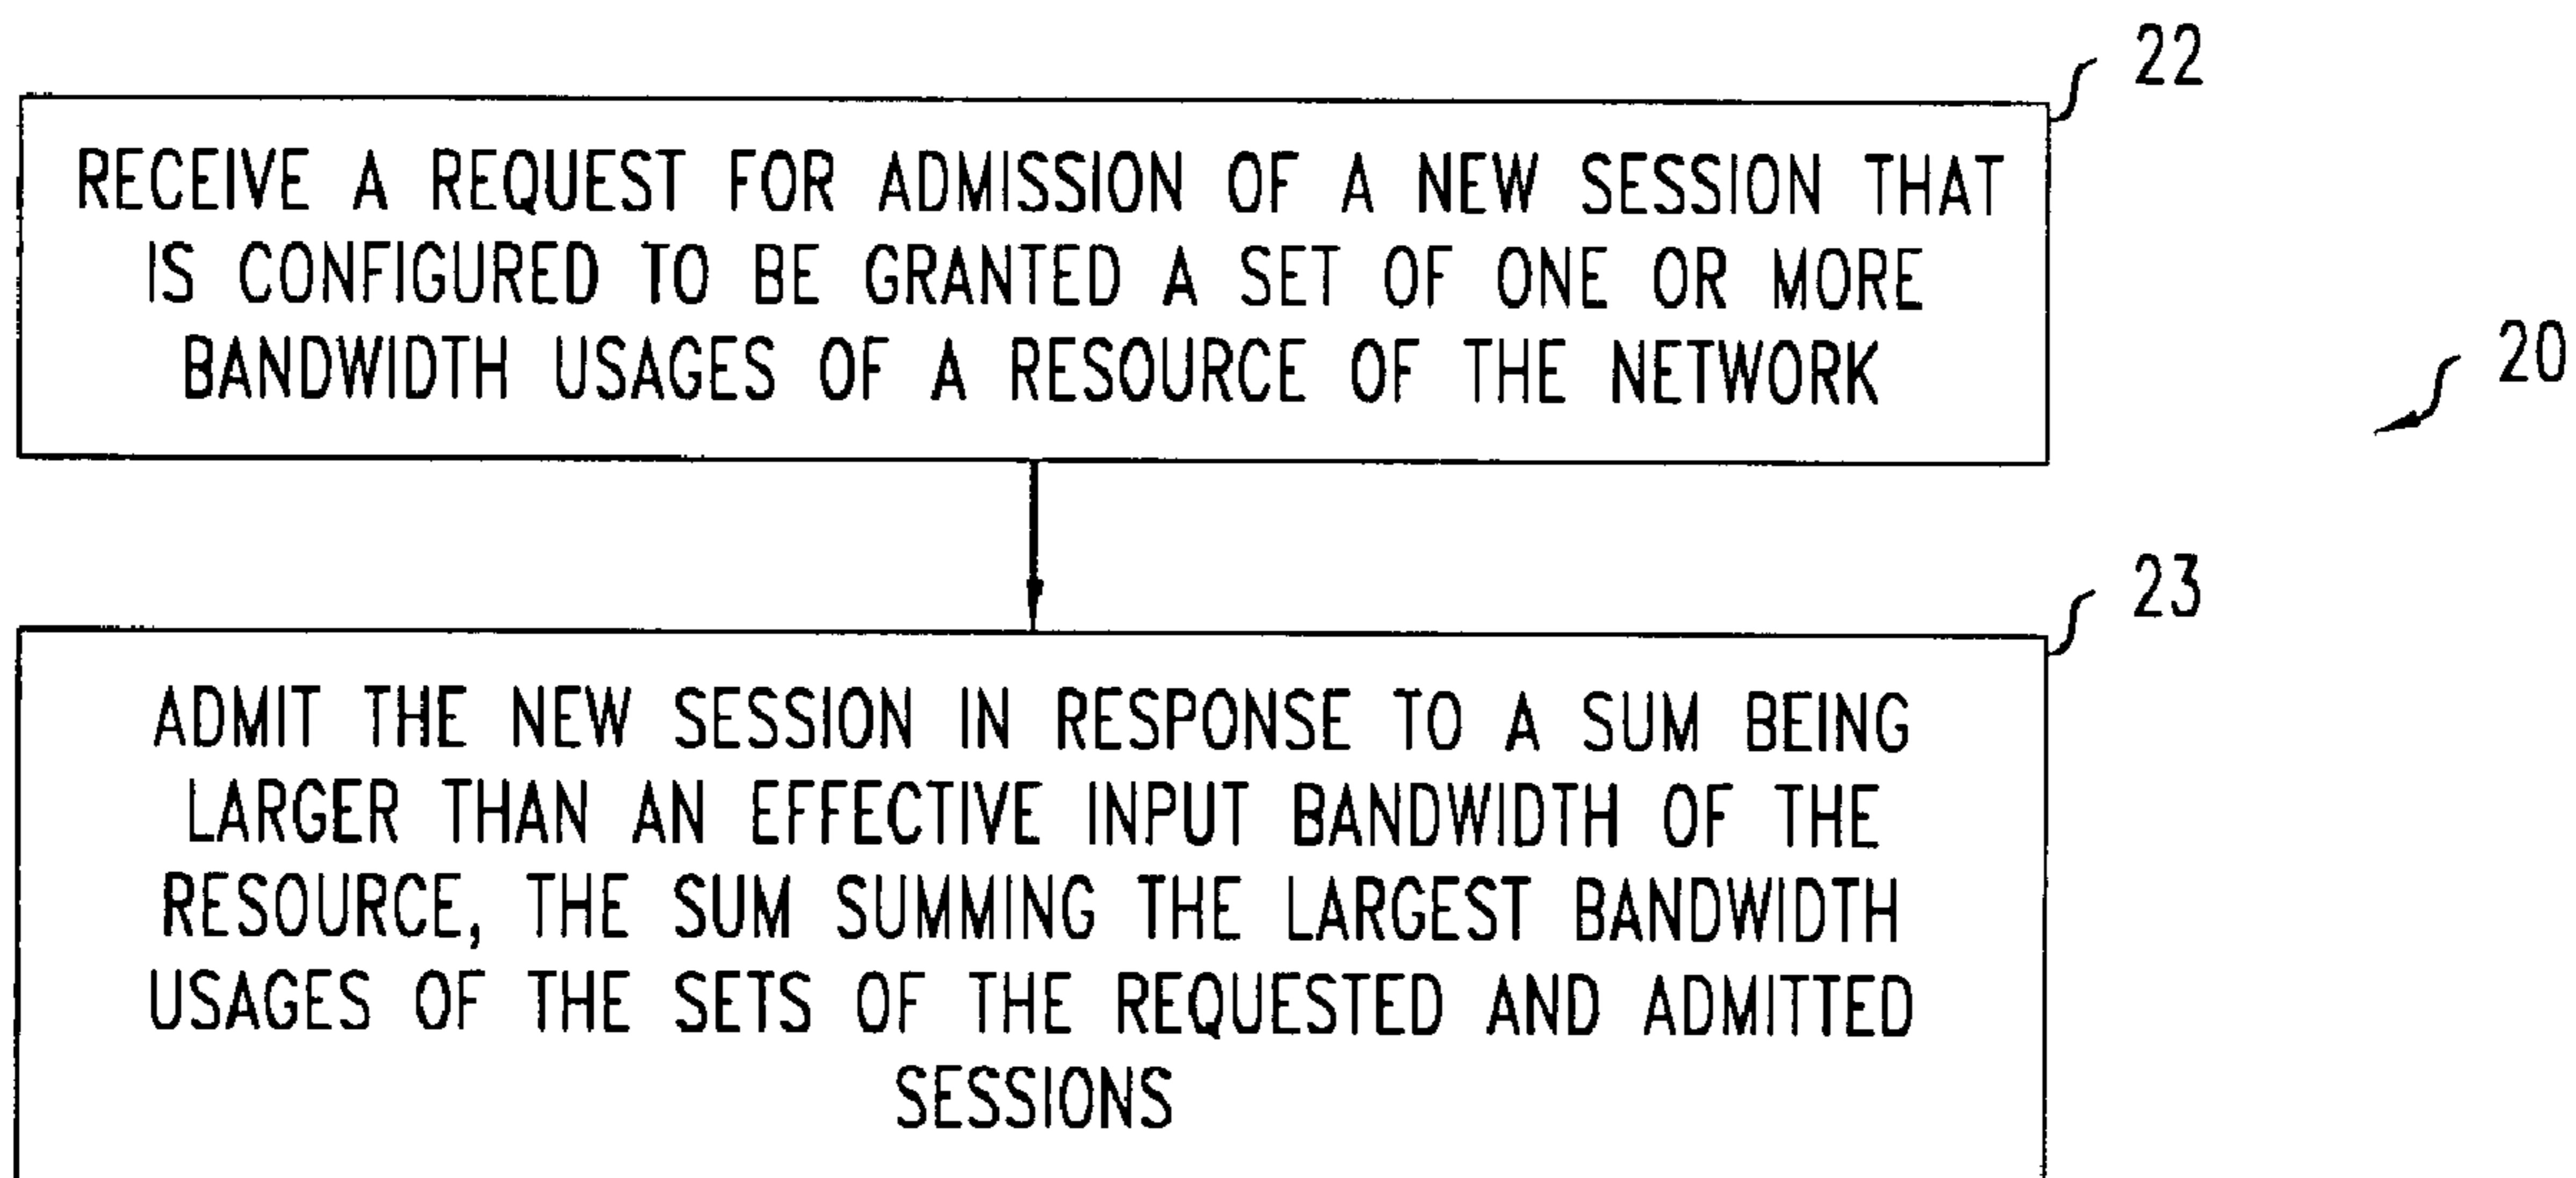 22
RECEIVE A REQUEST FOR ADMISSION OF A NEW SESSION THAT
IS CONFIGURED TO BE GRANTED A SET OF ONE OR MORE
BANDWIDTH USAGES OF A RESOURCE OF THE NETWORK
20
23
ADMIT THE NEW SESSION IN RESPONSE TO A SUM BEING
LARGER THAN AN EFFECTIVE INPUT BANDWIDTH OF THE
RESOURCE, THE SUM SUMMING THE LARGEST BANDWIDTH
USAGES OF THE SETS OF THE REQUESTED AND ADMITTED
SESSIONS